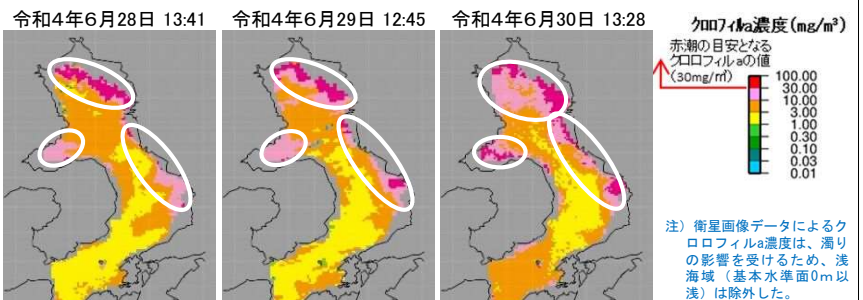 令和4年6月28日 13:41
令和4年6月29日 12:45
令和4年6月30日 13:28
クロロフィルa濃度(mg/m³)
赤潮の目安となる
クロロフィルaの値
(30mg/㎥)
100.00
30.00
10.00
3.00
1.00
0.30
0.10
0.03
0.01
注）衛星画像データによるク
ロロフィルa濃度は、濁り
の影響を受けるため、浅
海域（基本水準面0m以
浅）は除外した。